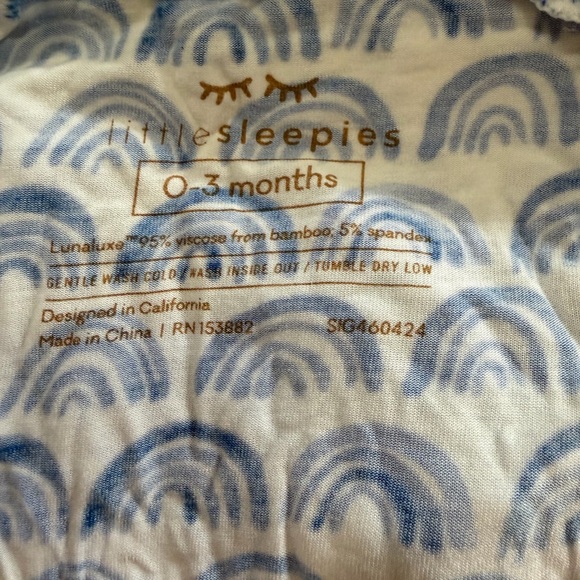 littlesleepies
0-3 months
Lunaluxe™ 95% viscose from bamboo; 5% spandex
GENTLE WASH COLD / WASH INSIDE OUT / TUMBLE DRY LOW
Designed in California
Made in China | RN153882 SIG460424